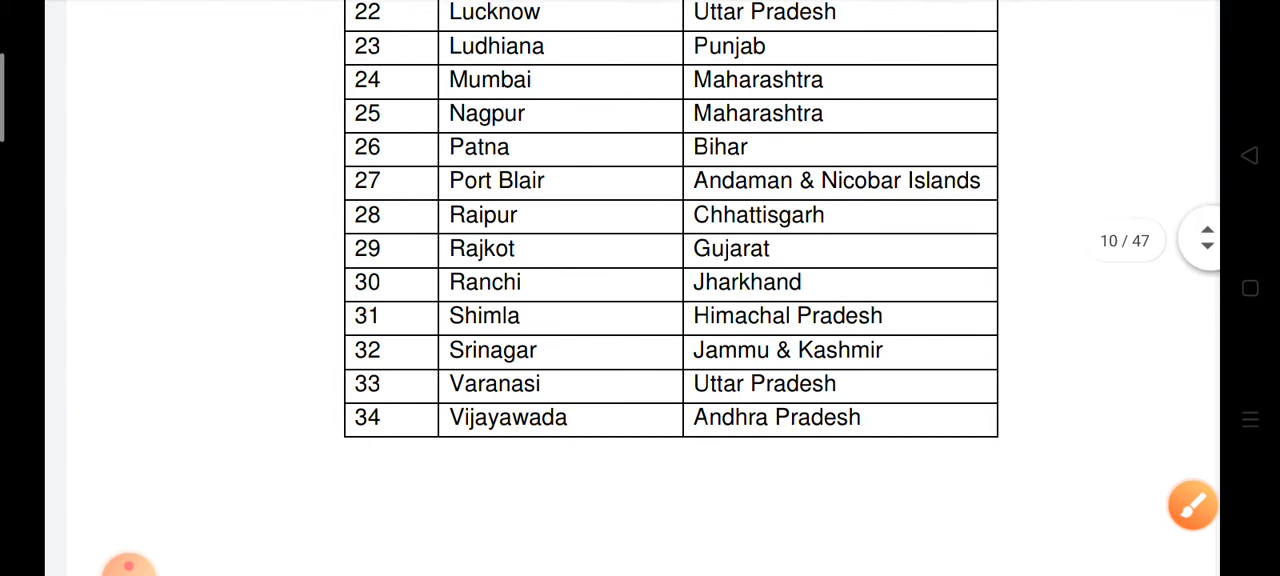 22 Lucknow Uttar Pradesh
23 Ludhiana Punjab
24 Mumbai Maharashtra
25 Nagpur Maharashtra
26 Patna Bihar
27 Port Blair Andaman & Nicobar Islands
28 Raipur Chhattisgarh
29 Rajkot Gujarat
30 Ranchi Jharkhand
31 Shimla Himachal Pradesh
32 Srinagar Jammu & Kashmir
33 Varanasi Uttar Pradesh
34 Vijayawada Andhra Pradesh
10 / 47